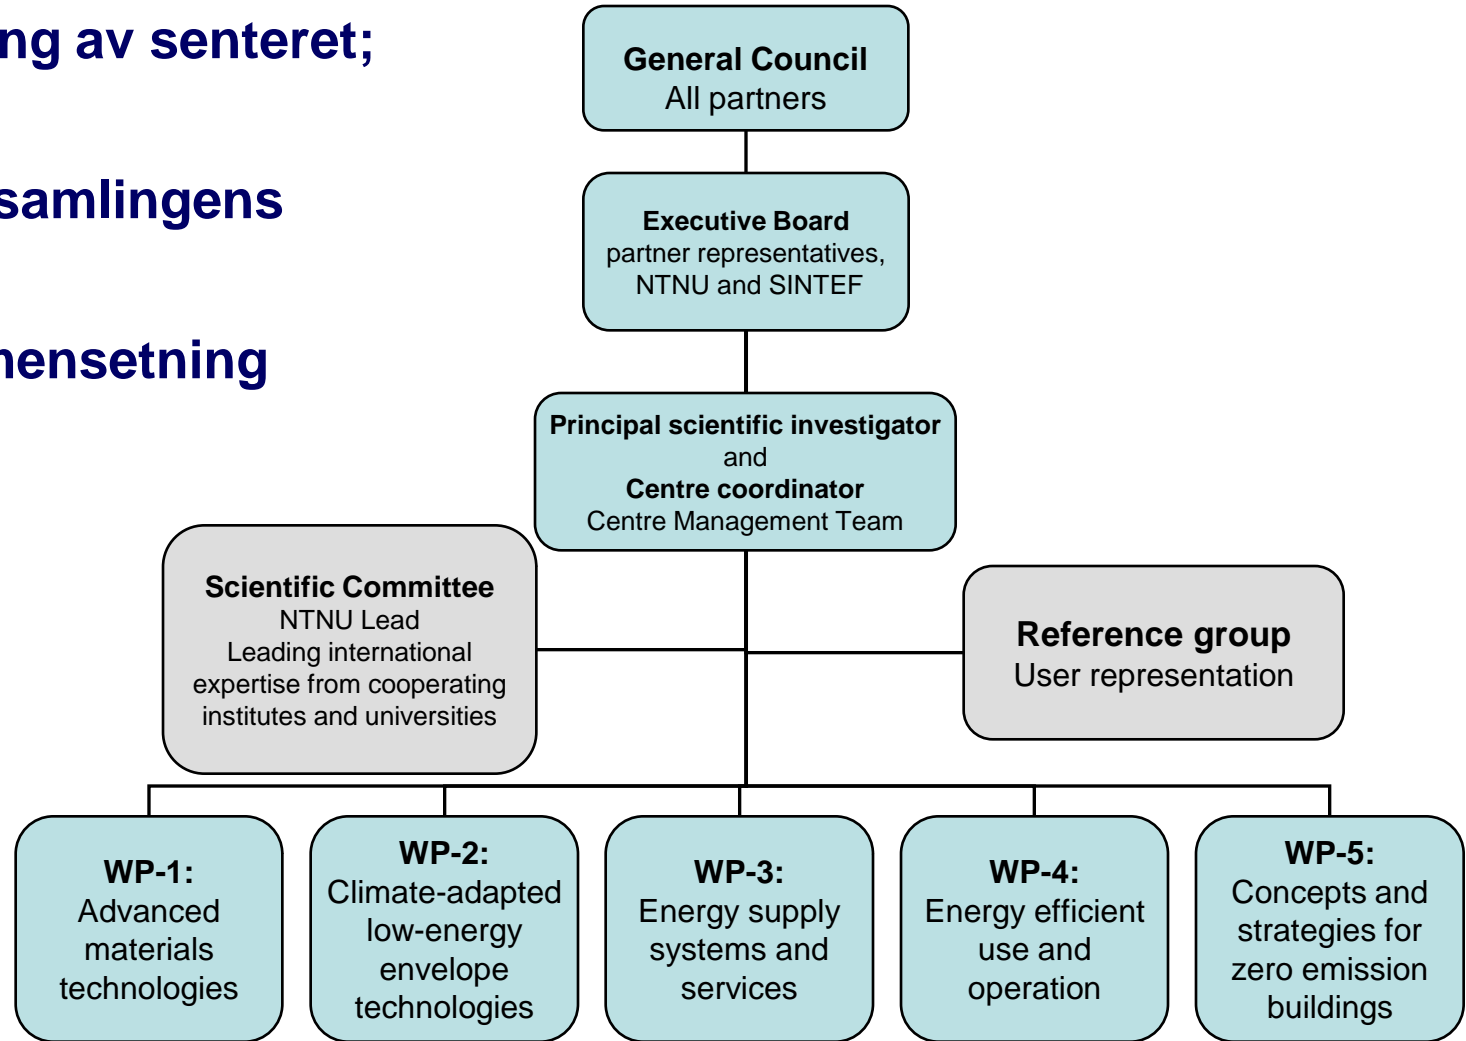 ng av senteret;
samlingens
mensetning
General Council
All partners
Executive Board
partner representatives,
NTNU and SINTEF
Principal scientific investigator
and
Centre coordinator
Centre Management Team
Scientific Committee
NTNU Lead
Leading international
expertise from cooperating
institutes and universities
Reference group
User representation
WP-1:
Advanced
materials
technologies
WP-2:
Climate-adapted
low-energy
envelope
technologies
WP-3:
Energy supply
systems and
services
WP-4:
Energy efficient
use and
operation
WP-5:
Concepts and
strategies for
zero emission
buildings